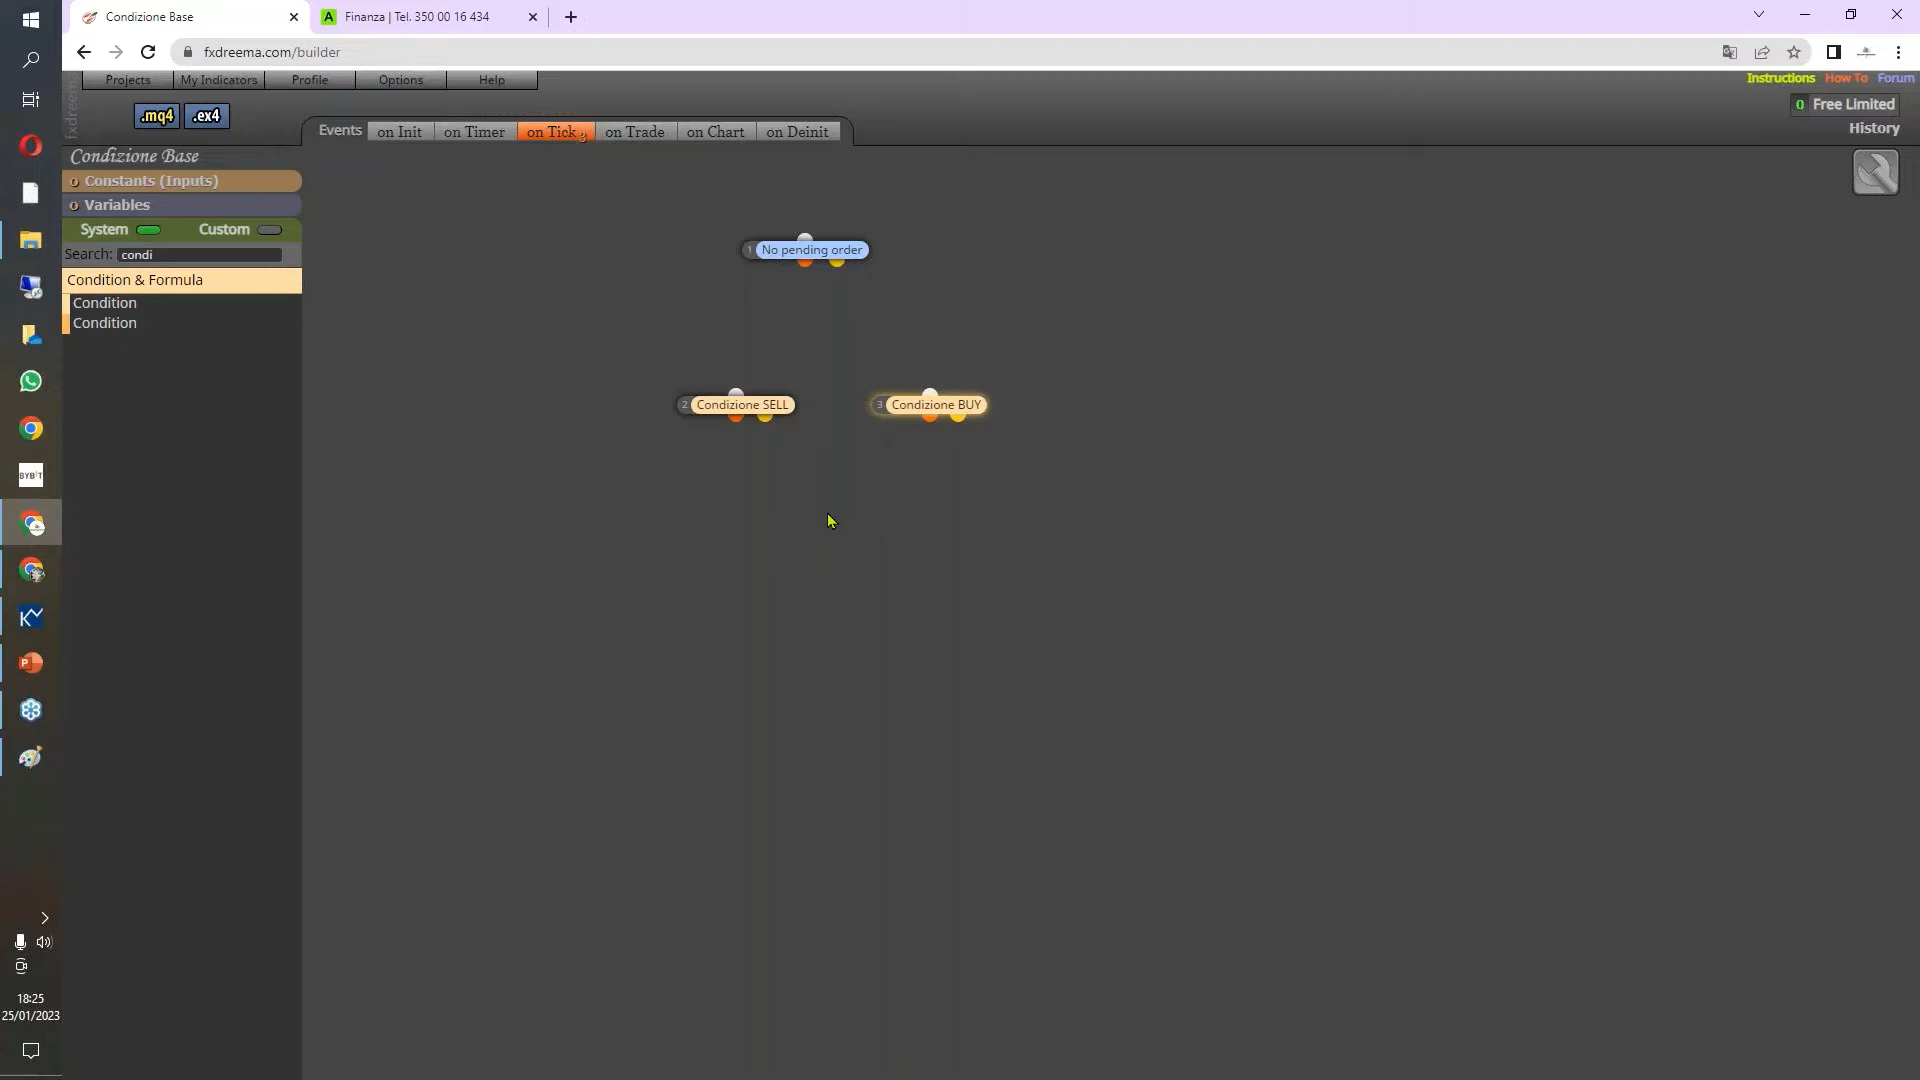 Condizione Base
Finanza | Tel. 350 00 16 434
fxdreema.com/builder
Projects
My Indicators
Profile
Options
Help
Instructions
How To
Forum
fxdreema
.mq4
.ex4
0 Free Limited
History
Events
on Init
on Timer
on Tick 3
on Trade
on Chart
on Deinit
Condizione Base
Constants (Inputs)
Variables
System
Custom
Search: condi
Condition & Formula
Condition
Condition
1 No pending order
2 Condizione SELL
3 Condizione BUY
BYBIT
18:25
25/01/2023